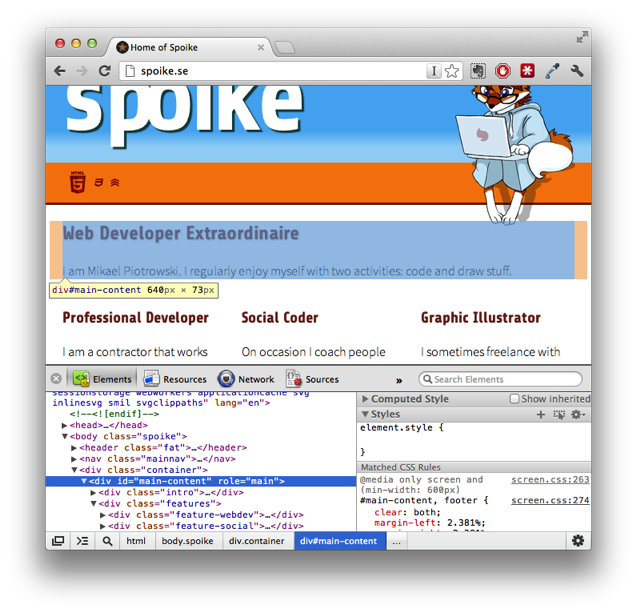 Home of Spoike
spoike.se
spoike
HTML
Web Developer Extraordinaire
I am Mikael Piotrowski. I regularly enjoy myself with two activities: code and draw stuff.
div#main-content 640px × 73px
Professional Developer Social Coder Graphic Illustrator
I am a contractor that works On occasion I coach people I sometimes freelance with
Elements Resources Network Sources » Search Elements
sessionstorage webworkers applicationcache svg
inlinesvg smil svgclippaths" lang="en">
<!--<![endif]-->
▶<head>…</head>
▼<body class="spoike">
▶<header class="fat">…</header>
▶<nav class="mainnav">…</nav>
▼<div class="container">
▼<div id="main-content" role="main">
▶<div class="intro">…</div>
▼<div class="features">
▶<div class="feature-webdev">…</div>
▶<div class="feature-social">…</div>
▶ Computed Style Show inherited
▼ Styles
element.style {
}
Matched CSS Rules
@media only screen and screen.css:263
(min-width: 600px)
#main-content, footer { screen.css:274
clear: both;
margin-left: 2.381%;
html body.spoike div.container div#main-content ...